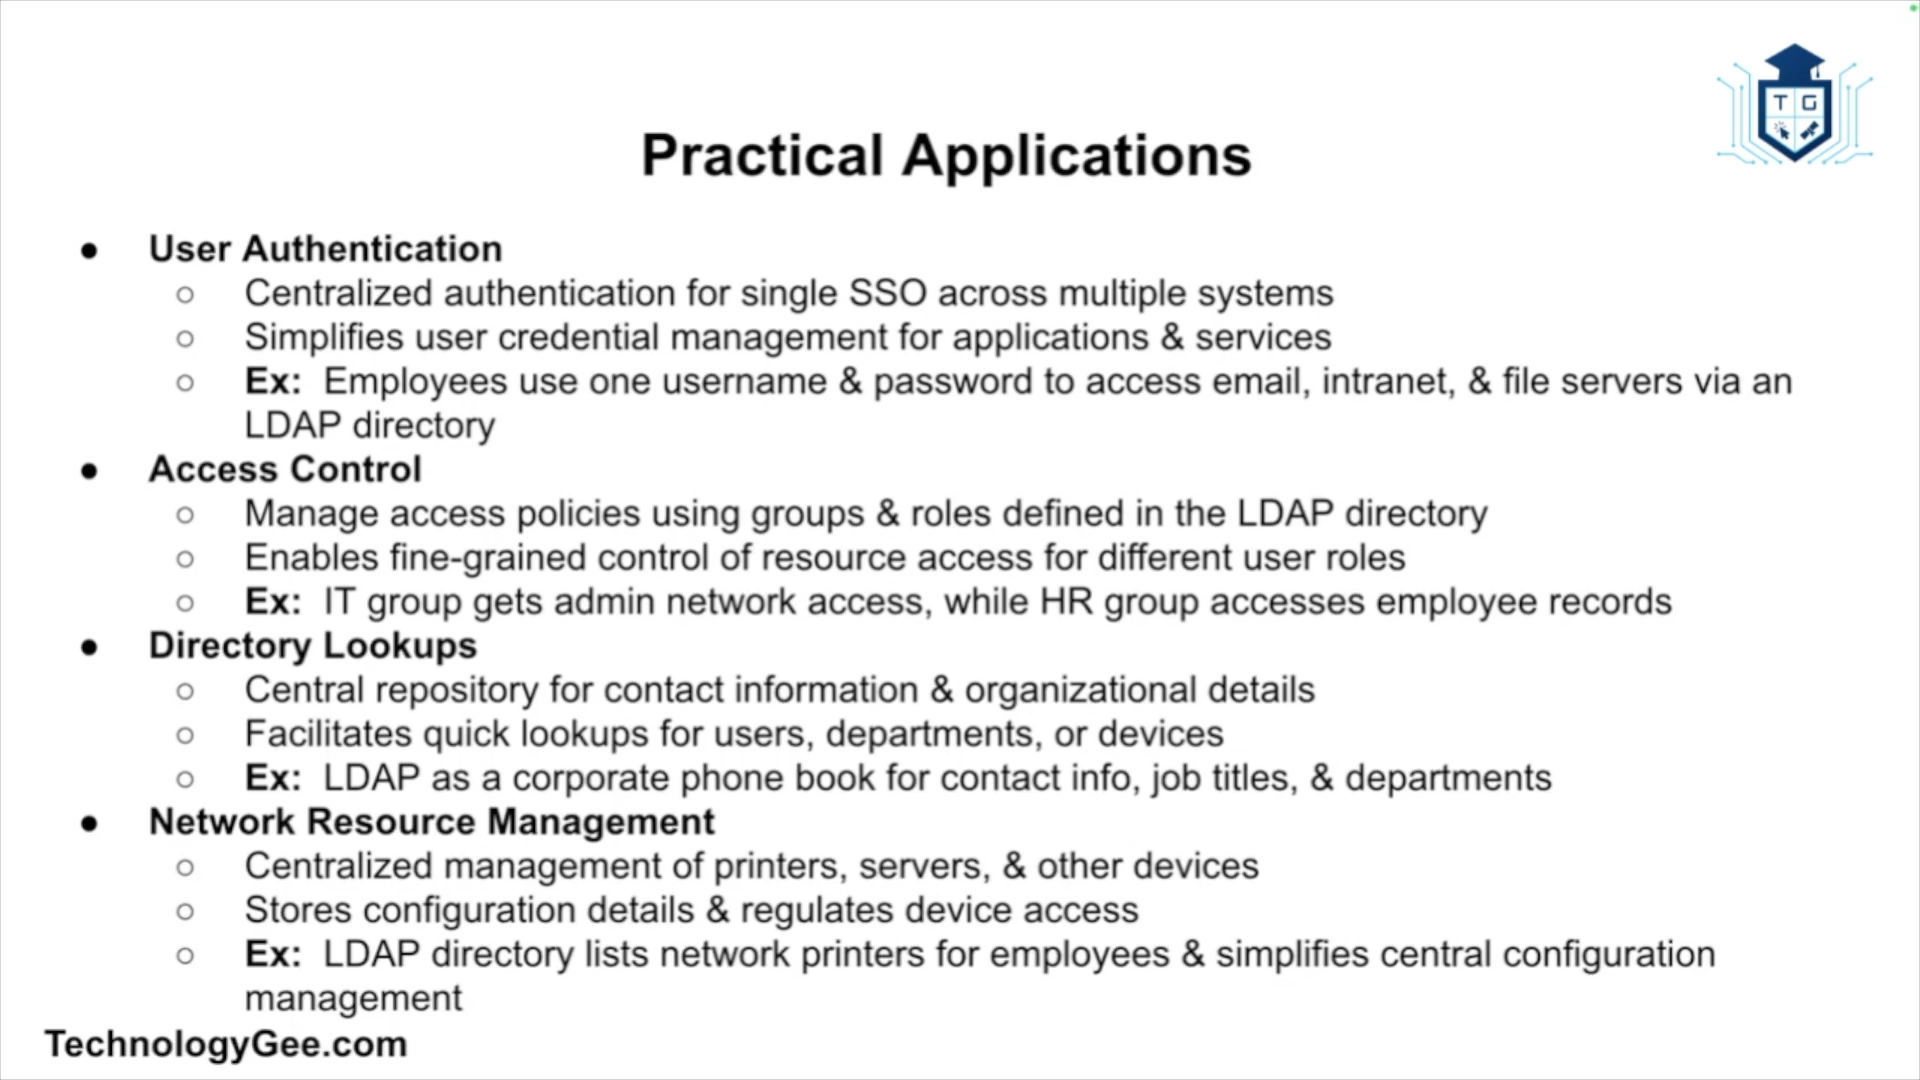 T G
Practical Applications
● User Authentication
○ Centralized authentication for single SSO across multiple systems
○ Simplifies user credential management for applications & services
○ Ex: Employees use one username & password to access email, intranet, & file servers via an
LDAP directory
● Access Control
○ Manage access policies using groups & roles defined in the LDAP directory
○ Enables fine-grained control of resource access for different user roles
○ Ex: IT group gets admin network access, while HR group accesses employee records
● Directory Lookups
○ Central repository for contact information & organizational details
○ Facilitates quick lookups for users, departments, or devices
○ Ex: LDAP as a corporate phone book for contact info, job titles, & departments
● Network Resource Management
○ Centralized management of printers, servers, & other devices
○ Stores configuration details & regulates device access
○ Ex: LDAP directory lists network printers for employees & simplifies central configuration
management
TechnologyGee.com